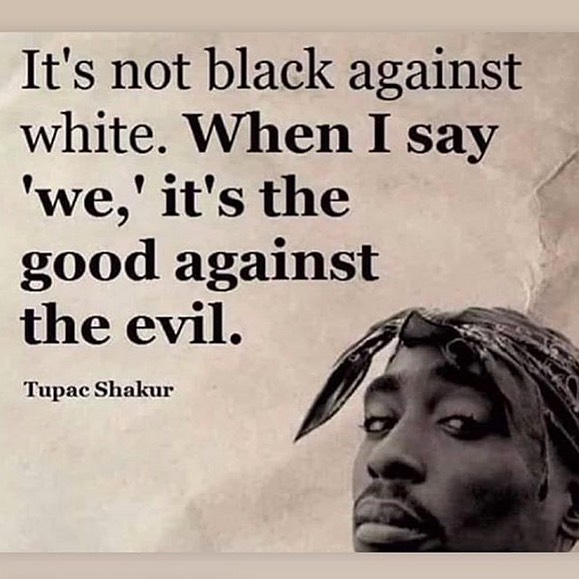 It's not black against
white. When I say
'we,' it's the
good against
the evil.
Tupac Shakur